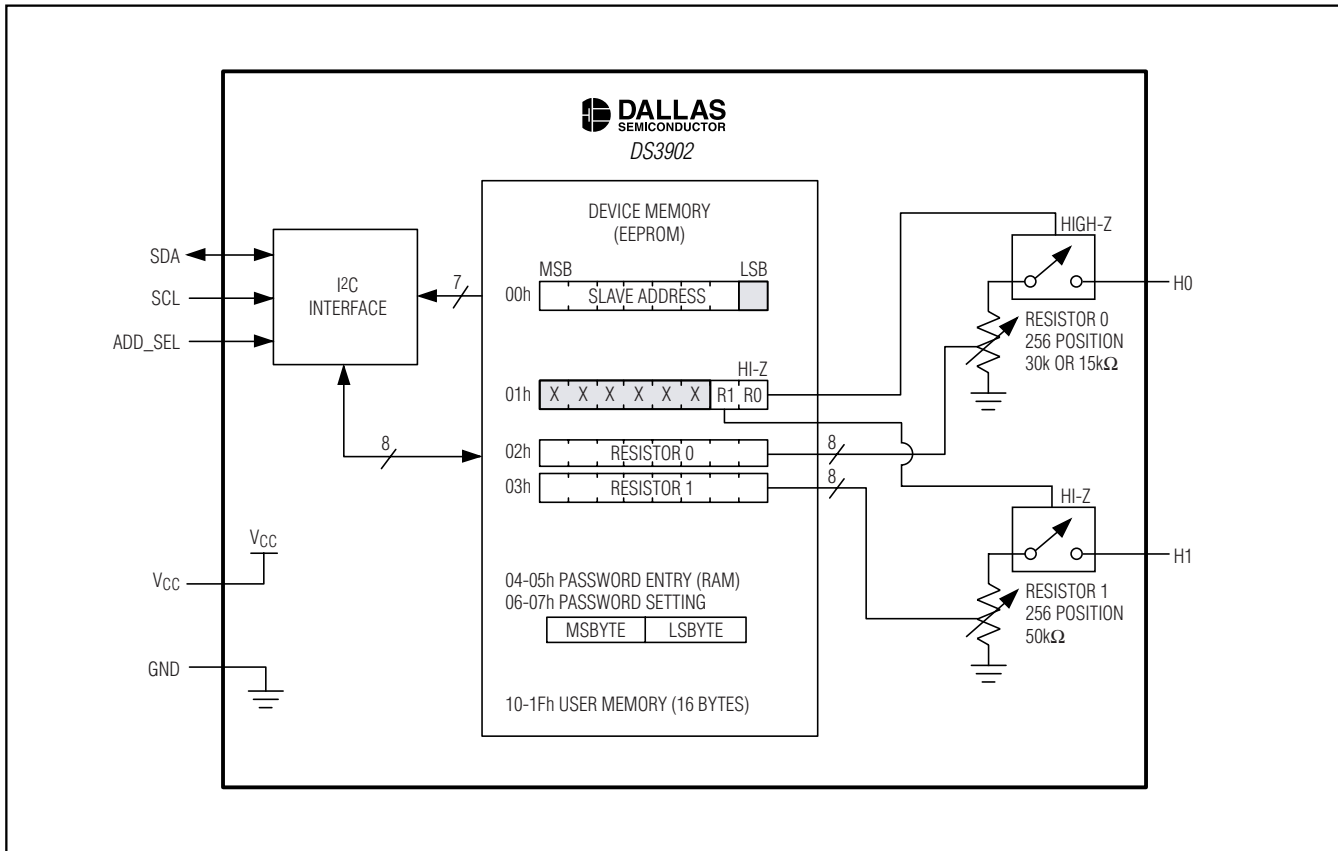 DALLAS
SEMICONDUCTOR
DS3902
DEVICE MEMORY
(EEPROM)
MSB LSB
00h SLAVE ADDRESS
HI-Z
01h X X X X X X R1 R0
02h RESISTOR 0
03h RESISTOR 1
04-05h PASSWORD ENTRY (RAM)
06-07h PASSWORD SETTING
MSBYTE LSBYTE
10-1Fh USER MEMORY (16 BYTES)
SDA
SCL
ADD_SEL
I²C
INTERFACE
7
8
VCC
VCC
GND
8
8
HIGH-Z
H0
RESISTOR 0
256 POSITION
30k OR 15kΩ
HI-Z
H1
RESISTOR 1
256 POSITION
50kΩ